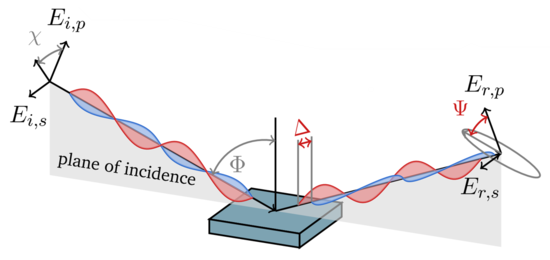 E_{i,p}
χ
E_{i,s}
plane of incidence
Φ
Δ
E_{r,p}
Ψ
E_{r,s}